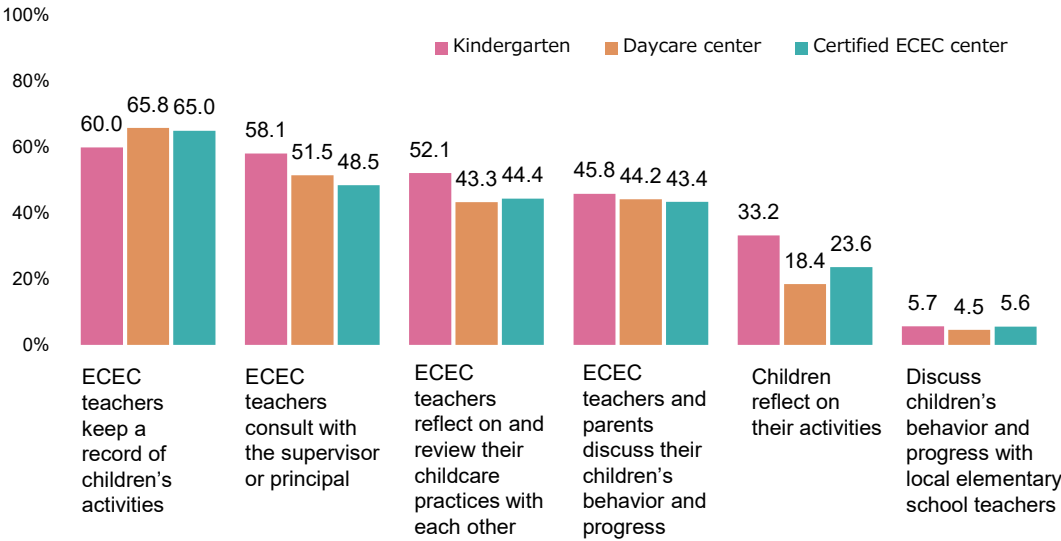 100%
80%
60%
40%
20%
0%
Kindergarten Daycare center Certified ECEC center
60.0 65.8 65.0
58.1 51.5 48.5
52.1 43.3 44.4
45.8 44.2 43.4
33.2 18.4 23.6
5.7 4.5 5.6
ECEC
teachers
keep a
record of
children's
activities
ECEC
teachers
consult with
the supervisor
or principal
ECEC
teachers
reflect on and
review their
childcare
practices with
each other
ECEC
teachers and
parents
discuss their
children's
behavior and
progress
Children
reflect on
their activities
Discuss
children's
behavior and
progress with
local elementary
school teachers